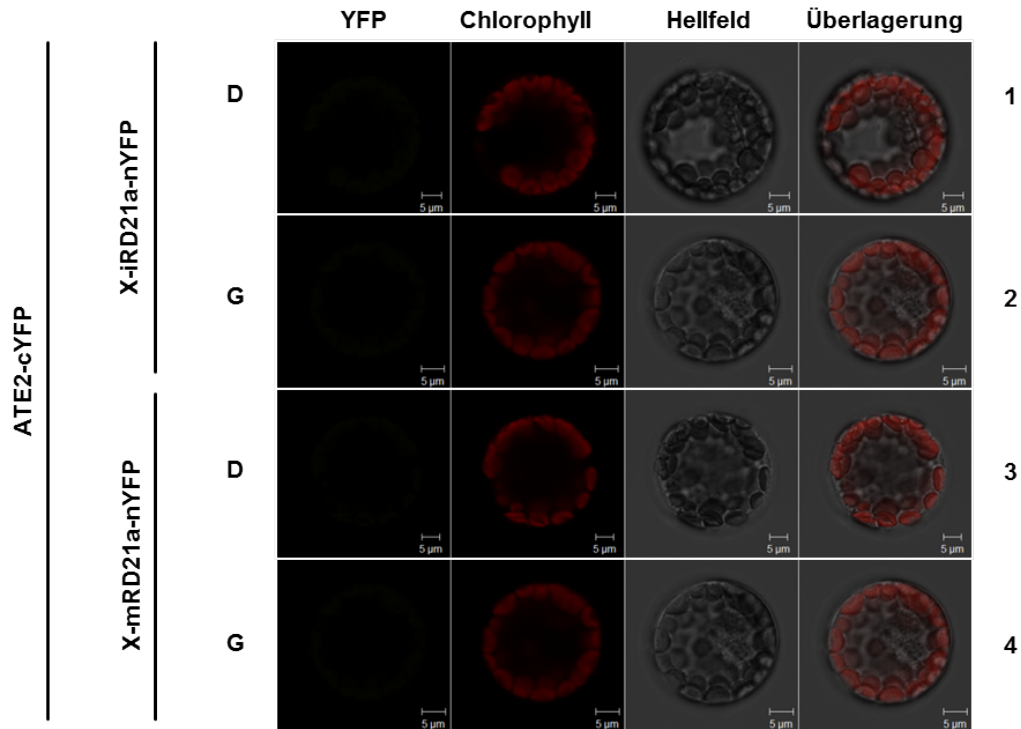 YFP Chlorophyll Hellfeld Überlagerung
ATE2-cYFP
X-iRD21a-nYFP
D 1
5 µm 5 µm 5 µm 5 µm
G 2
5 µm 5 µm 5 µm 5 µm
X-mRD21a-nYFP
D 3
5 µm 5 µm 5 µm 5 µm
G 4
5 µm 5 µm 5 µm 5 µm